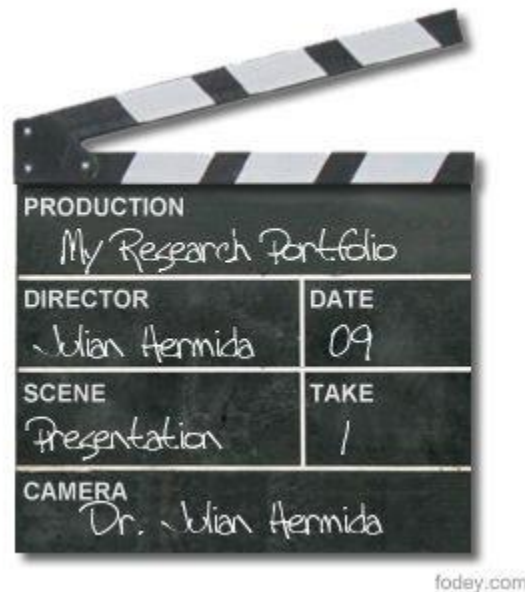 PRODUCTION
My Research Portfolio
DIRECTOR
Julian Hermida
DATE
09
SCENE
Presentation
TAKE
1
CAMERA
Dr. Julian Hermida
fodey.com